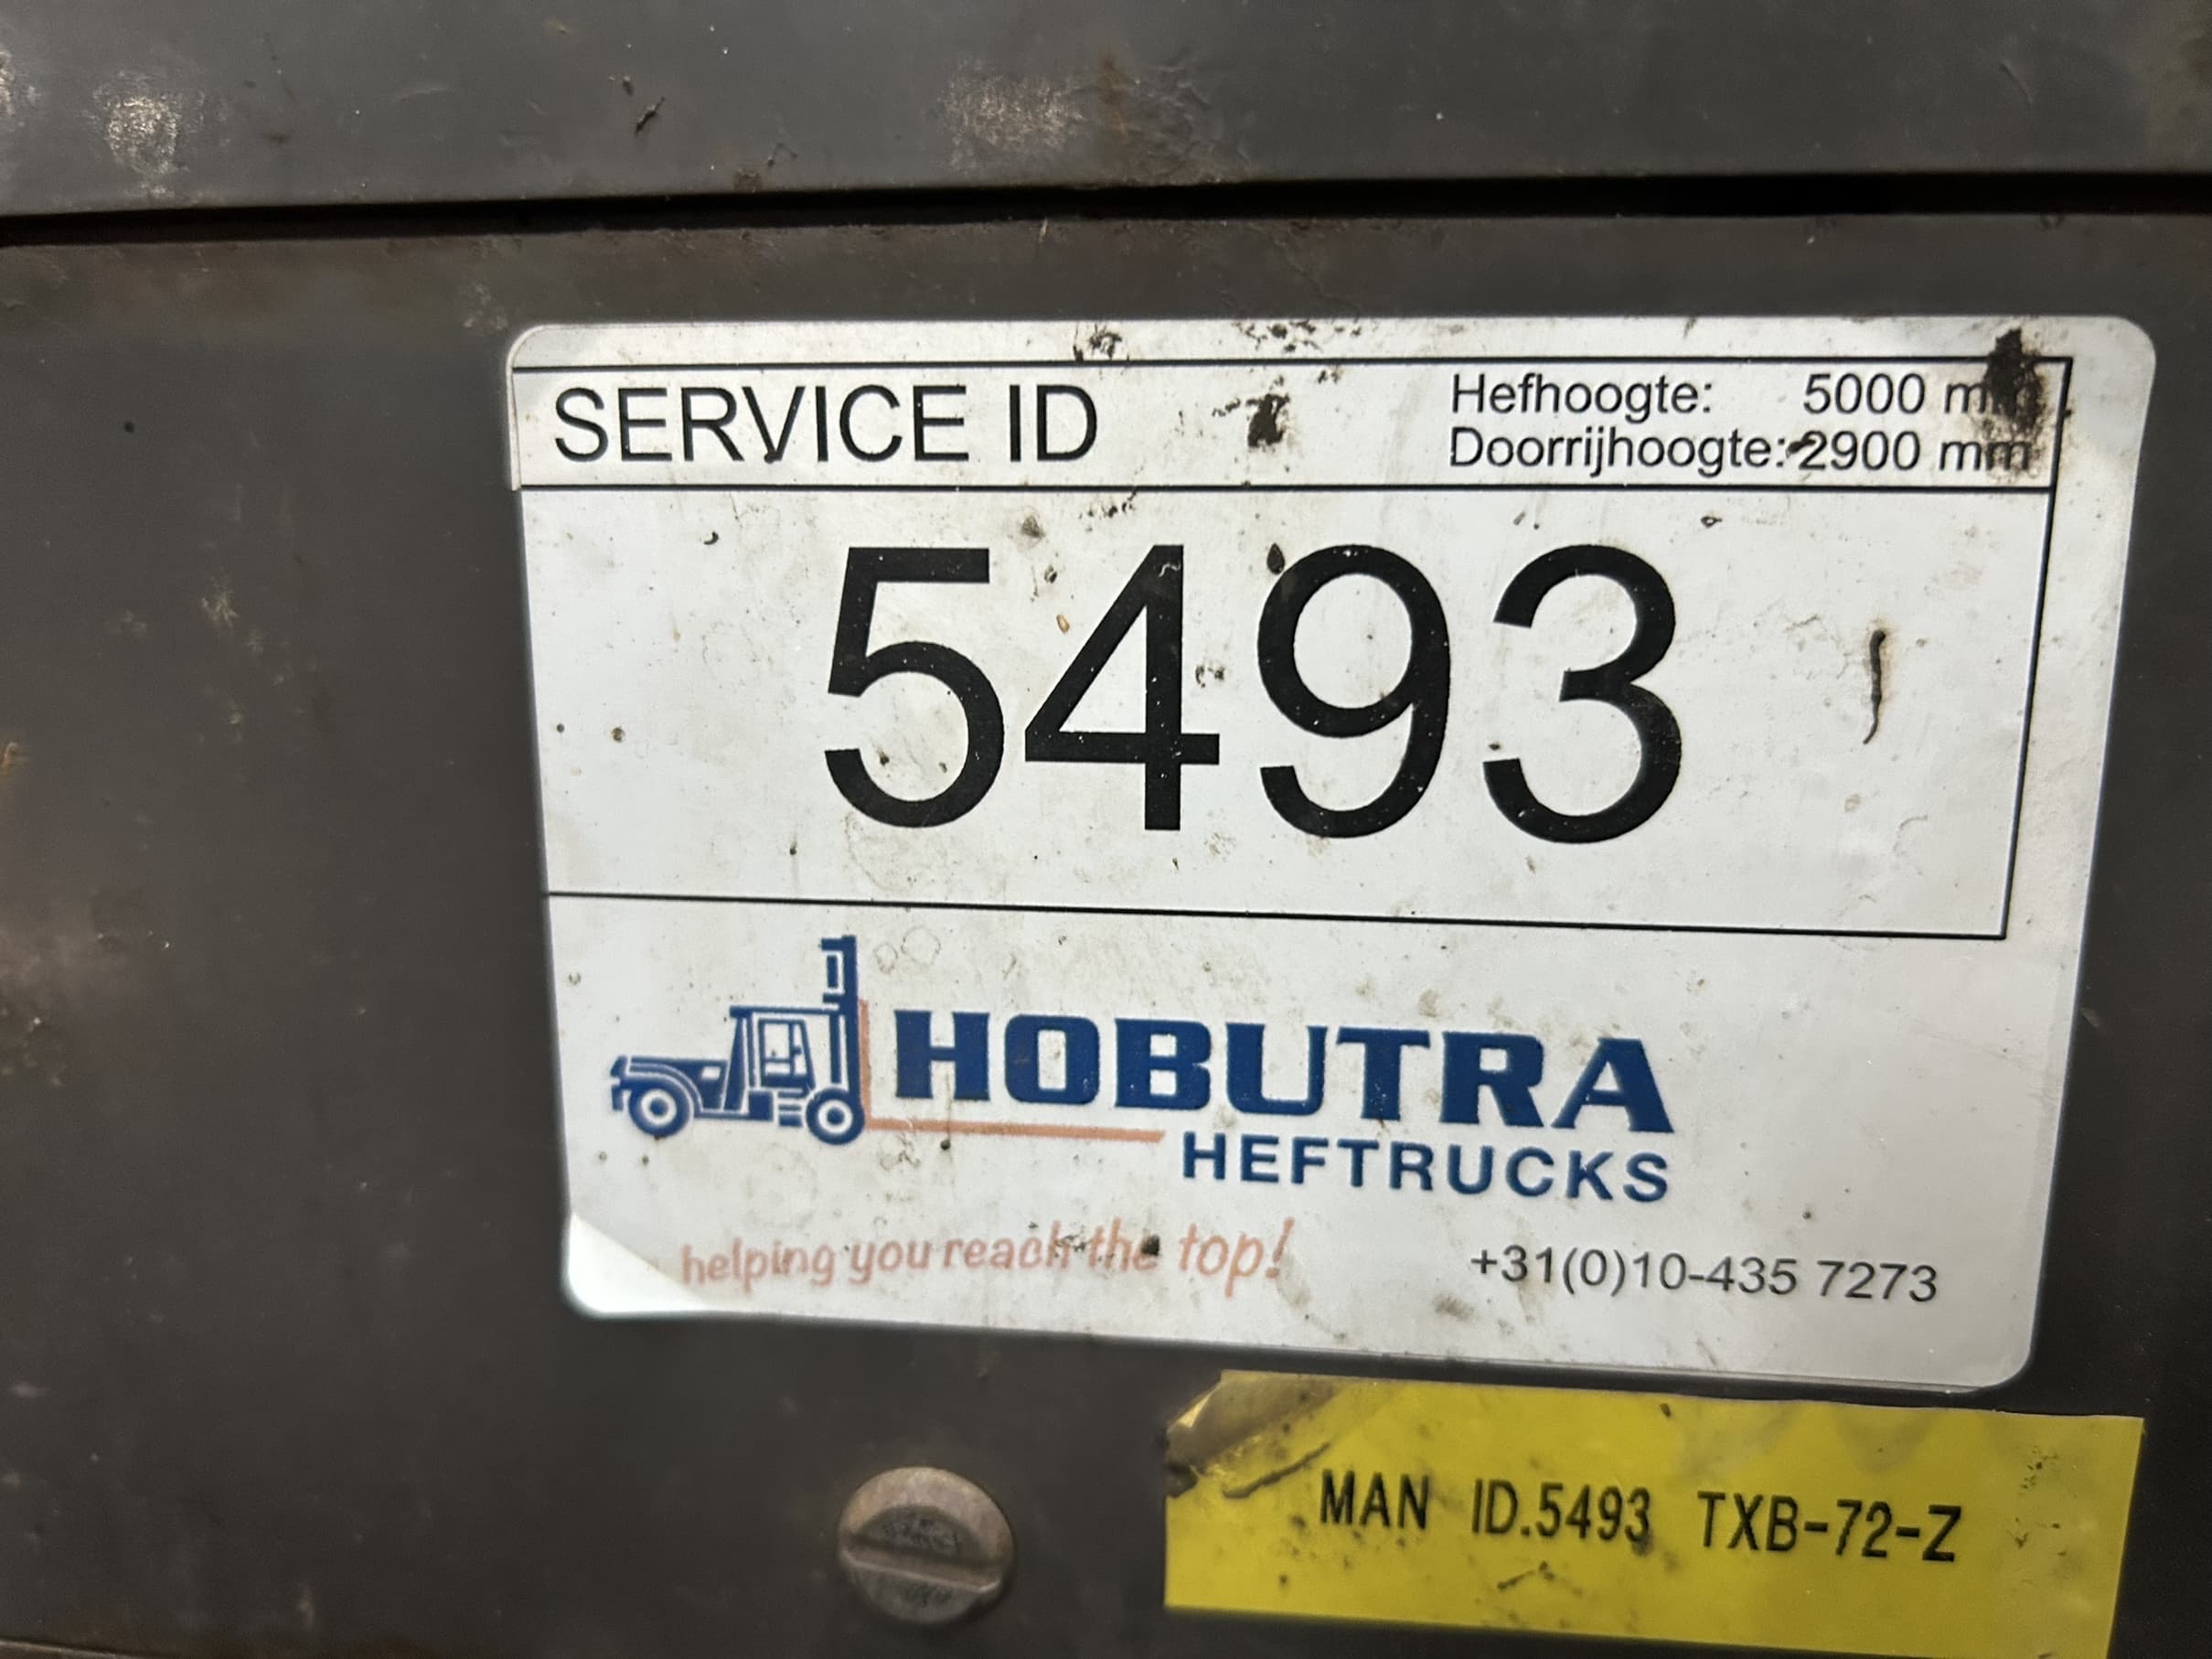 SERVICE ID
Hefhoogte: 5000 mm
Doorrijhoogte: 2900 mm
5493
HOBUTRA
HEFTRUCKS
helping you reach the top!
+31(0)10-435 7273
MAN ID.5493 TXB-72-Z